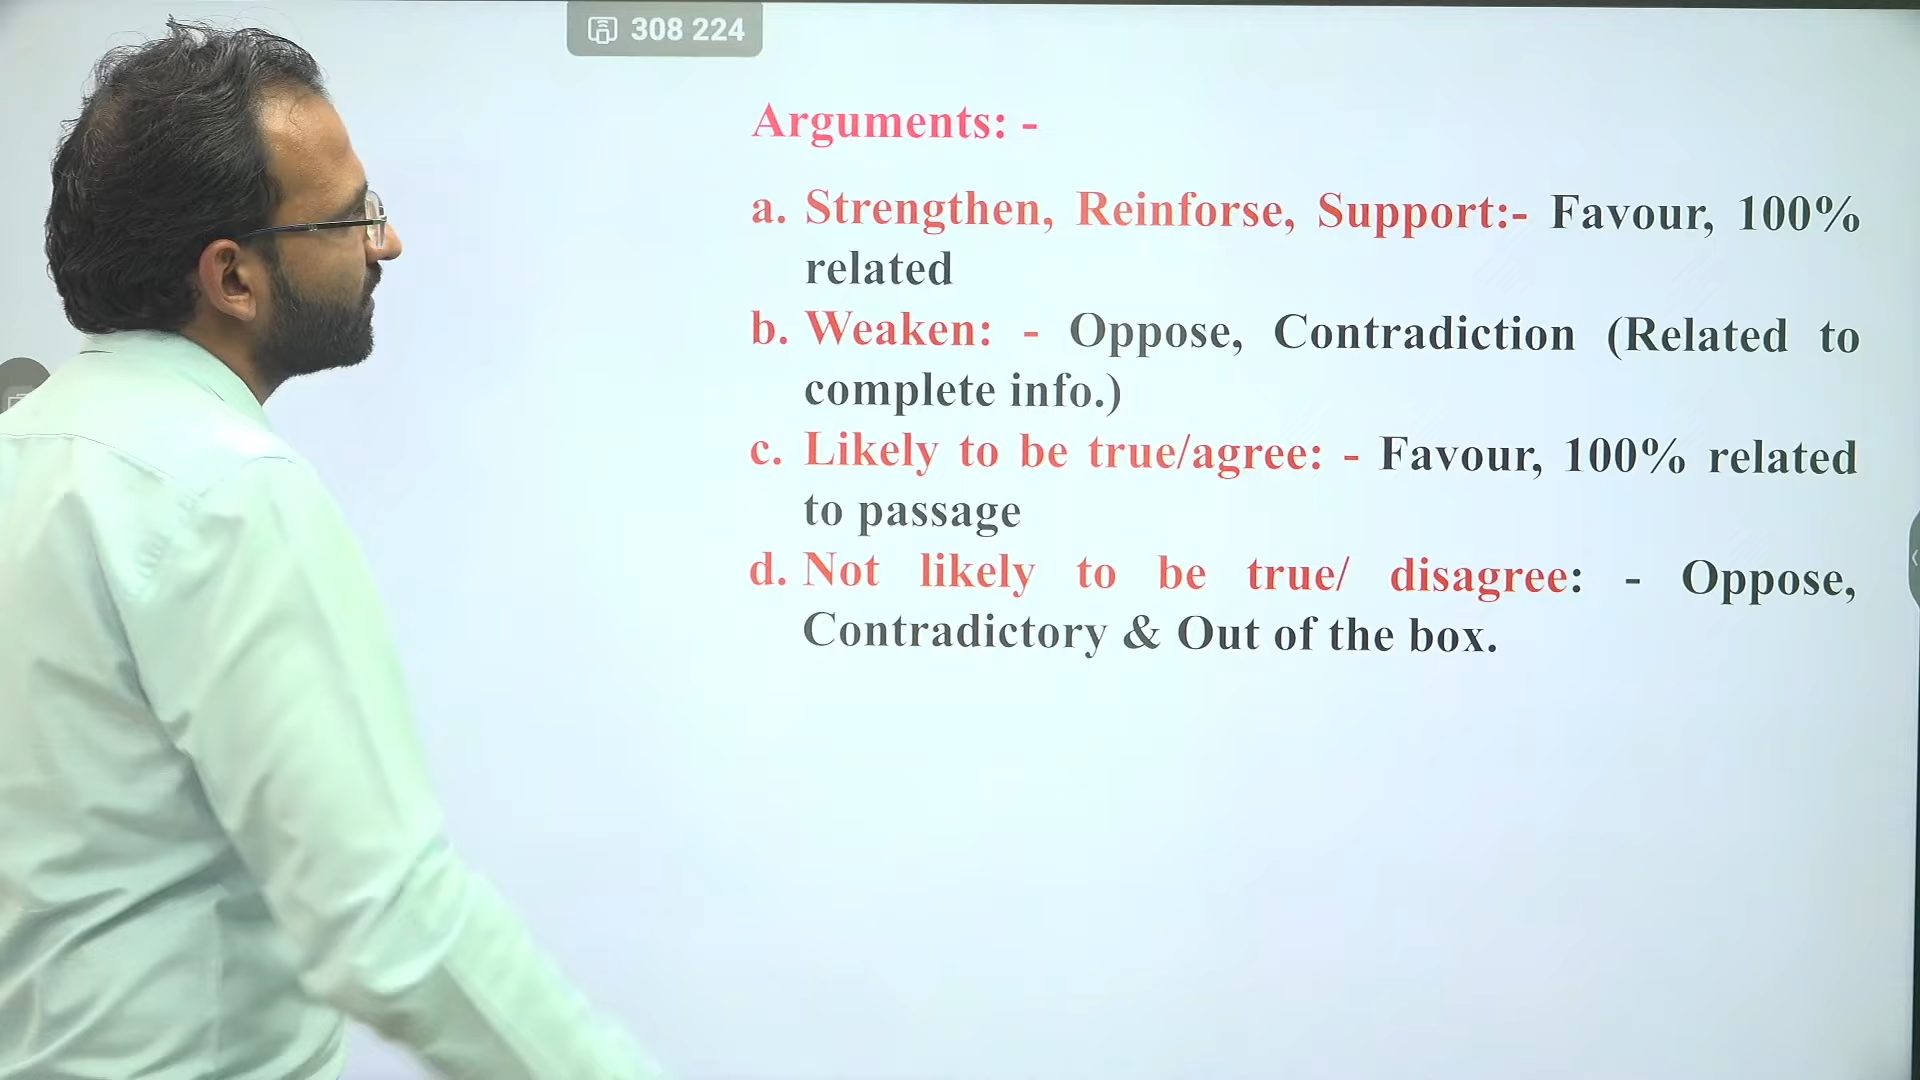 308 224
Arguments: -
a. Strengthen, Reinforse, Support:- Favour, 100%
related
b. Weaken: - Oppose, Contradiction (Related to
complete info.)
c. Likely to be true/agree: - Favour, 100% related
to passage
d. Not likely to be true/ disagree: - Oppose,
Contradictory & Out of the box.